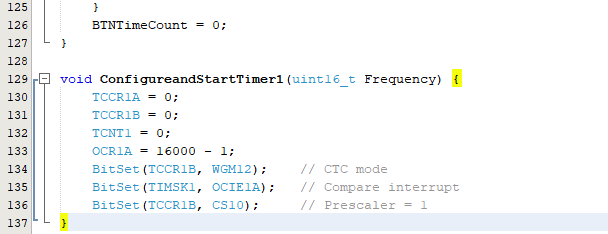 125 }
126 BTNTimeCount = 0;
127 }
128
129 void ConfigureandStartTimer1(uint16_t Frequency) {
130 TCCR1A = 0;
131 TCCR1B = 0;
132 TCNT1 = 0;
133 OCR1A = 16000 - 1;
134 BitSet(TCCR1B, WGM12); // CTC mode
135 BitSet(TIMSK1, OCIE1A); // Compare interrupt
136 BitSet(TCCR1B, CS10); // Prescaler = 1
137 }